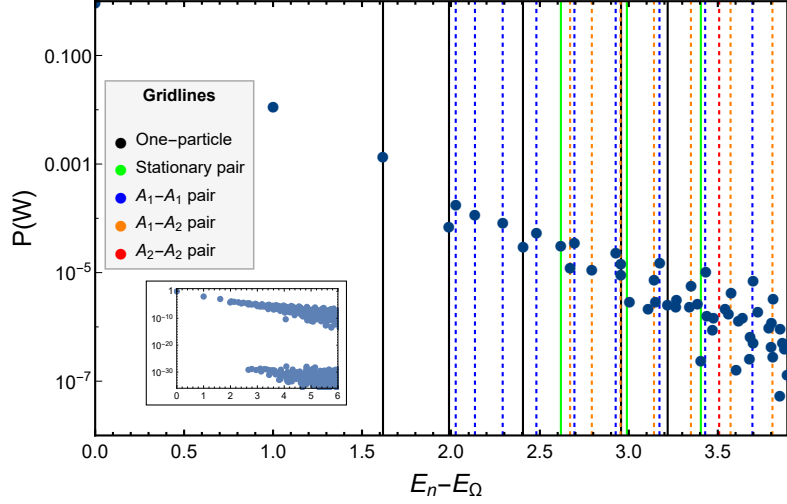 0.100
0.001
10^-5
10^-7
P(W)
Gridlines
One-particle
Stationary pair
A₁-A₁ pair
A₁-A₂ pair
A₂-A₂ pair
1
10^-10
10^-20
10^-30
0 1 2 3 4 5 6
0.0 0.5 1.0 1.5 2.0 2.5 3.0 3.5
Eₙ-E_Ω